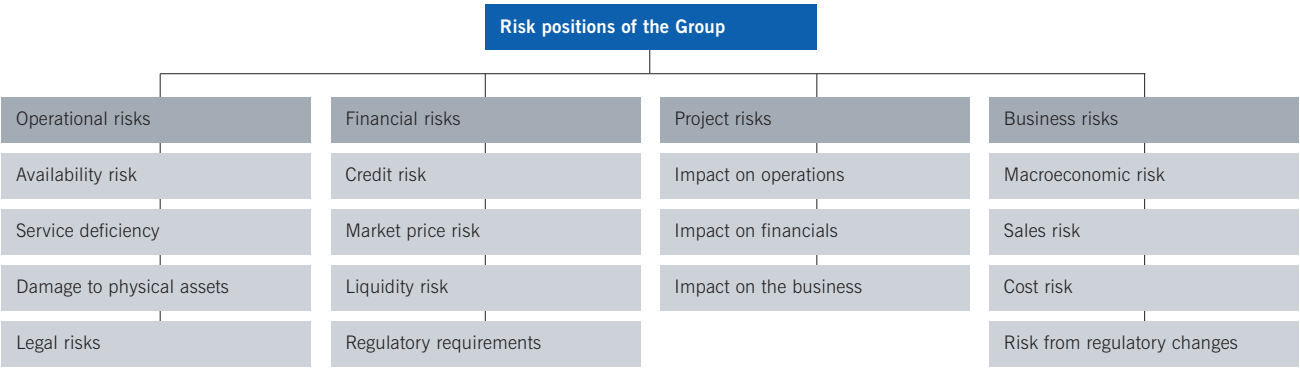 Risk positions of the Group
Operational risks
Availability risk
Service deficiency
Damage to physical assets
Legal risks
Financial risks
Credit risk
Market price risk
Liquidity risk
Regulatory requirements
Project risks
Impact on operations
Impact on financials
Impact on the business
Business risks
Macroeconomic risk
Sales risk
Cost risk
Risk from regulatory changes